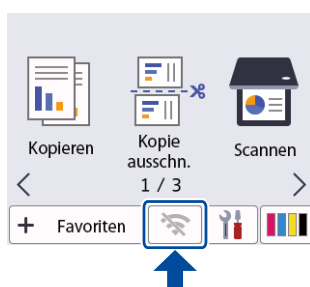 Kopieren
Kopie
ausschn.
Scannen
1 / 3
+ Favoriten